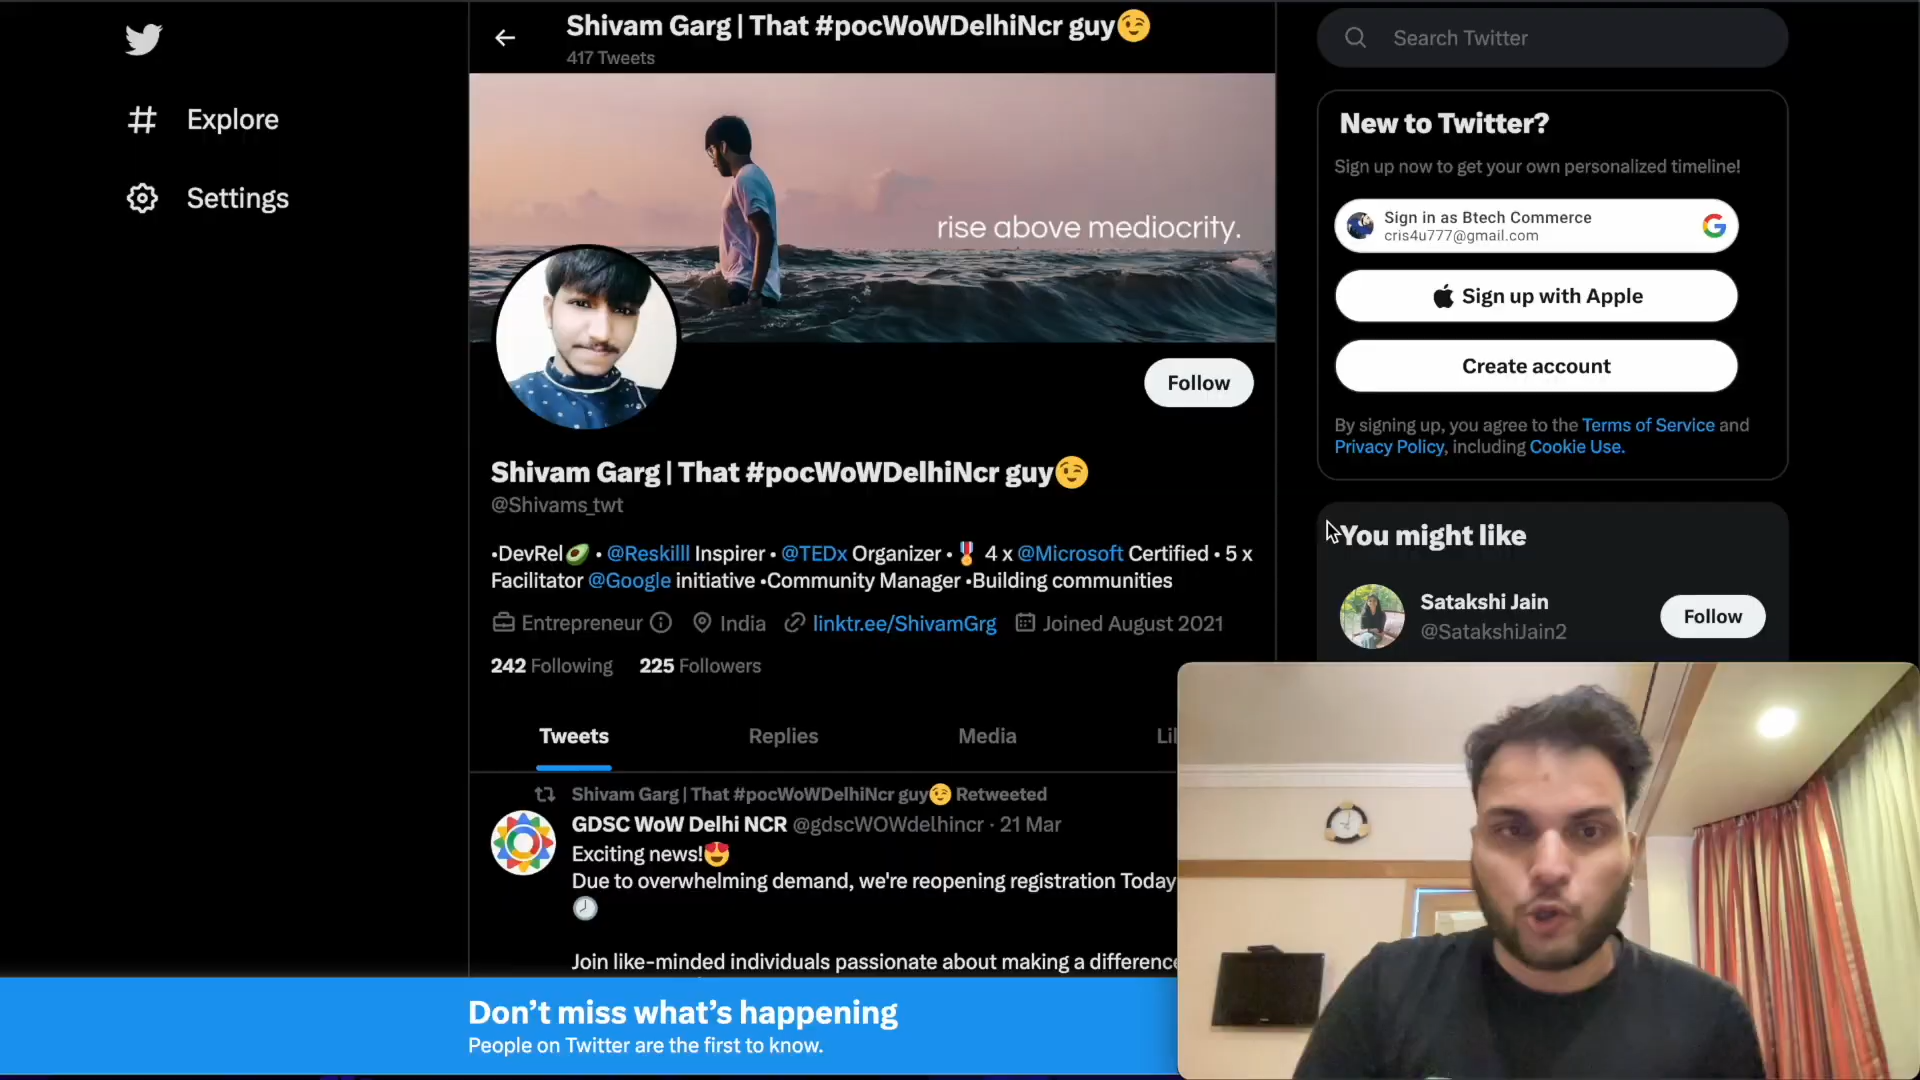 Shivam Garg | That #pocWoWDelhiNcr guy😉
417 Tweets
Explore
Settings
rise above mediocrity.
Follow
Shivam Garg | That #pocWoWDelhiNcr guy😉
@Shivams_twt
•DevRel🥑 • @Reskilll Inspirer • @TEDx Organizer • 🎖️ 4 x @Microsoft Certified • 5 x
Facilitator @Google initiative •Community Manager •Building communities
Entrepreneur India linktr.ee/ShivamGrg Joined August 2021
242 Following 225 Followers
Tweets Replies Media Li
Shivam Garg | That #pocWoWDelhiNcr guy😉 Retweeted
GDSC WoW Delhi NCR @gdscWOWdelhincr · 21 Mar
Exciting news!😍
Due to overwhelming demand, we're reopening registration Today
🕗
Join like-minded individuals passionate about making a difference
Don't miss what's happening
People on Twitter are the first to know.
Search Twitter
New to Twitter?
Sign up now to get your own personalized timeline!
Sign in as Btech Commerce
cris4u777@gmail.com
Sign up with Apple
Create account
By signing up, you agree to the Terms of Service and
Privacy Policy, including Cookie Use.
You might like
Satakshi Jain
@SatakshiJain2
Follow